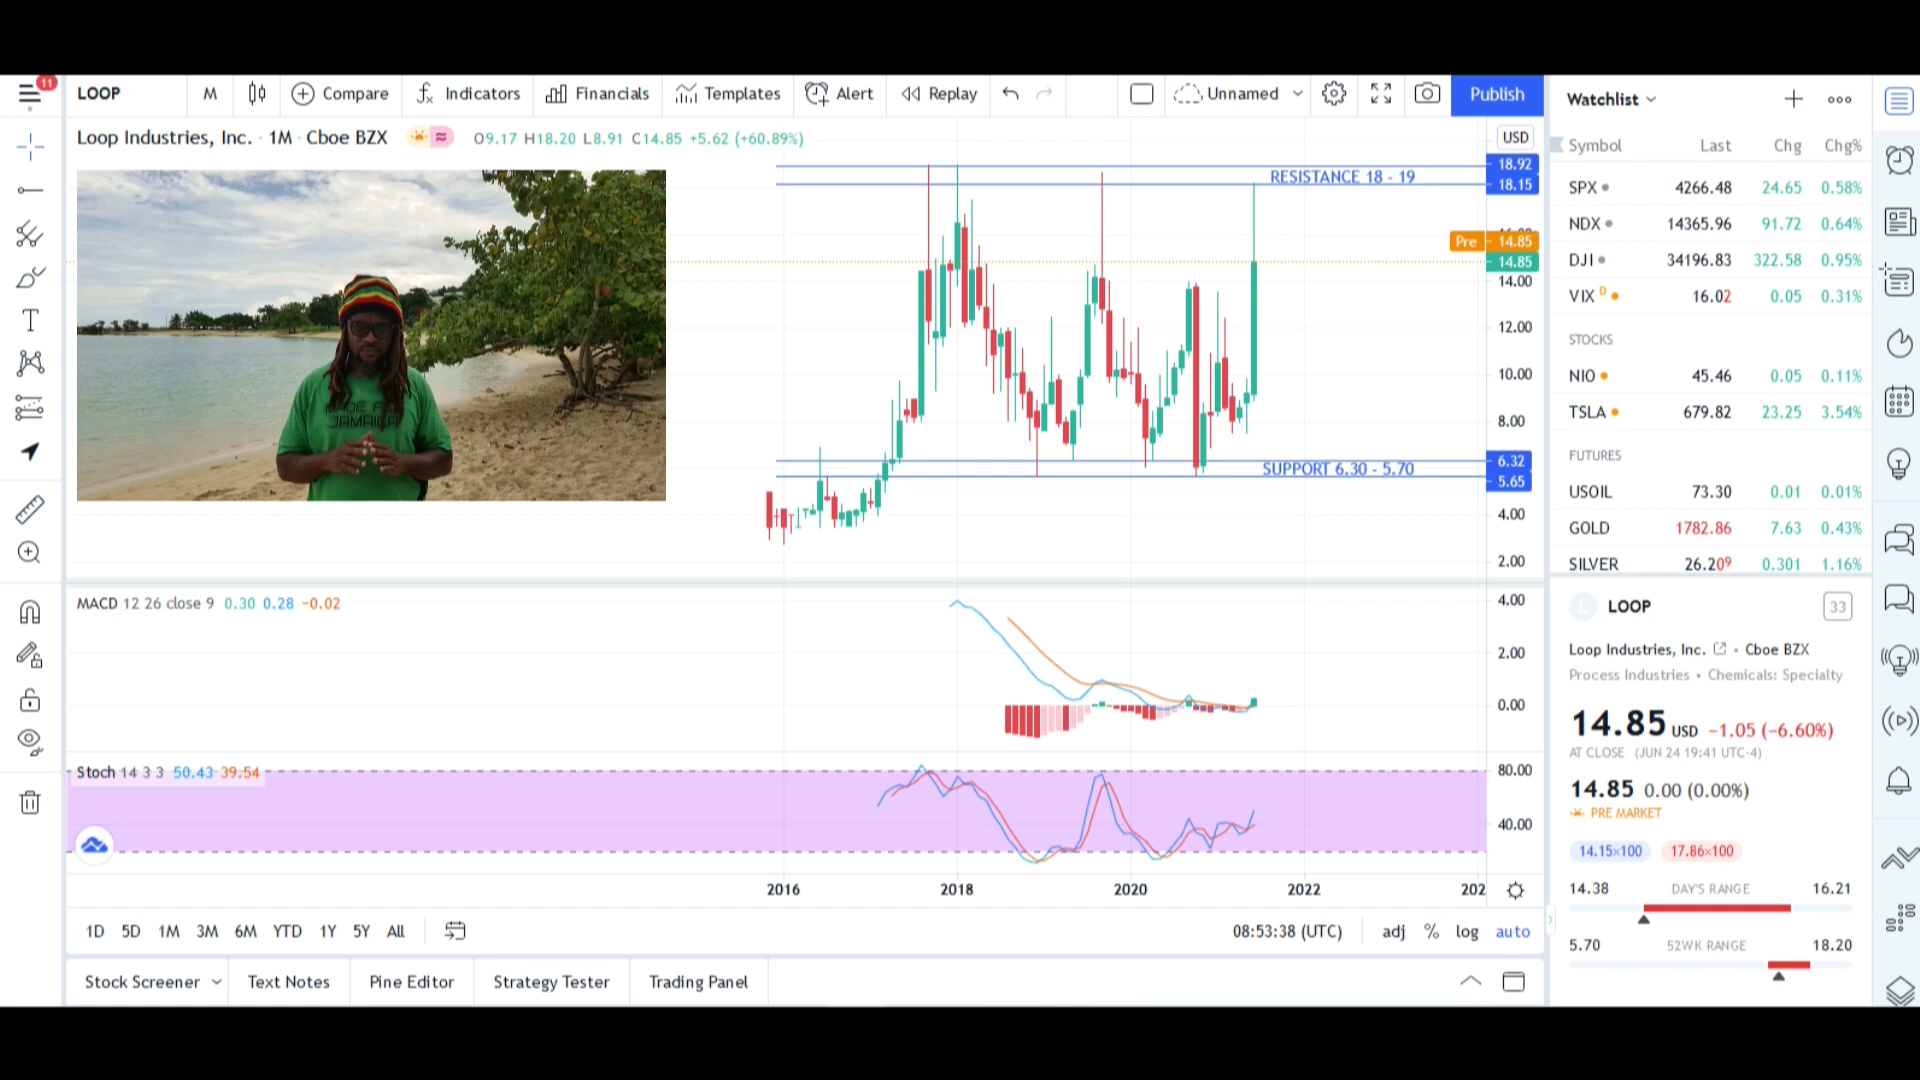 11
LOOP M Compare Indicators Financials Templates Alert Replay Unnamed Publish
Loop Industries, Inc. · 1M · Cboe BZX O9.17 H18.20 L8.91 C14.85 +5.62 (+60.89%)
USD
18.92
RESISTANCE 18 - 19
18.15
Pre 14.85
14.85
14.00
12.00
10.00
8.00
6.32
SUPPORT 6.30 - 5.70
5.65
4.00
2.00
JAMAICA
MACD 12 26 close 9 0.30 0.28 −0.02
4.00
2.00
0.00
Stoch 14 3 3 50.43 39.54
80.00
40.00
2016 2018 2020 2022 202
1D 5D 1M 3M 6M YTD 1Y 5Y All 08:53:38 (UTC) adj % log auto
Stock Screener Text Notes Pine Editor Strategy Tester Trading Panel
Watchlist
Symbol Last Chg Chg%
SPX 4266.48 24.65 0.58%
NDX 14365.96 91.72 0.64%
DJI 34196.83 322.58 0.95%
VIX D 16.02 0.05 0.31%
STOCKS
NIO 45.46 0.05 0.11%
TSLA 679.82 23.25 3.54%
FUTURES
USOIL 73.30 0.01 0.01%
GOLD 1782.86 7.63 0.43%
SILVER 26.209 0.301 1.16%
L LOOP 33
Loop Industries, Inc. • Cboe BZX
Process Industries • Chemicals: Specialty
14.85 USD −1.05 (−6.60%)
AT CLOSE (JUN 24 19:41 UTC-4)
14.85 0.00 (0.00%)
PRE MARKET
14.15×100 17.86×100
14.38 DAY'S RANGE 16.21
5.70 52WK RANGE 18.20